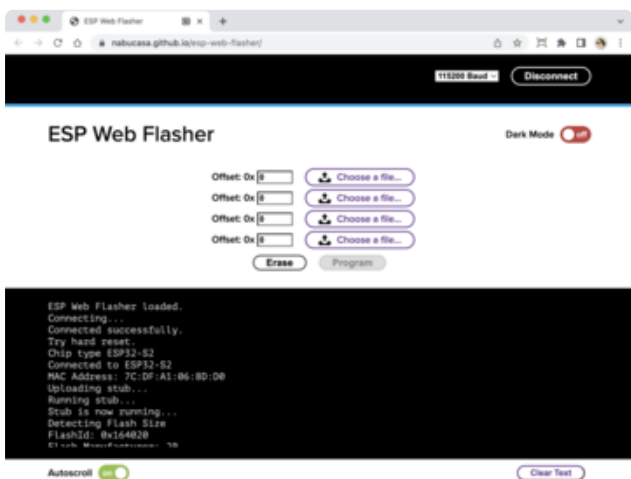 ESP Web Flasher
nabucasa.github.io/esp-web-flasher/
115200 Baud
Disconnect
ESP Web Flasher
Dark Mode off
Offset: 0x 0 Choose a file...
Offset: 0x 0 Choose a file...
Offset: 0x 0 Choose a file...
Offset: 0x 0 Choose a file...
Erase Program
ESP Web Flasher loaded.
Connecting...
Connected successfully.
Try hard reset.
Chip type ESP32-S2
Connected to ESP32-S2
MAC Address: 7C:DF:A1:06:8D:D0
Uploading stub...
Running stub...
Stub is now running...
Detecting Flash Size
FlashId: 0x164020
Flash Manufacturer: 20
Autoscroll on
Clear Text